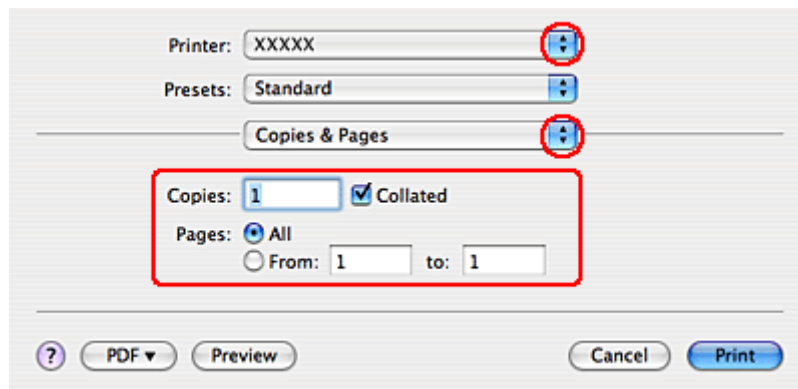 Printer: XXXXX
Presets: Standard
Copies & Pages
Copies: 1 Collated
Pages: All
From: 1 to: 1
? PDF ▼ Preview Cancel Print